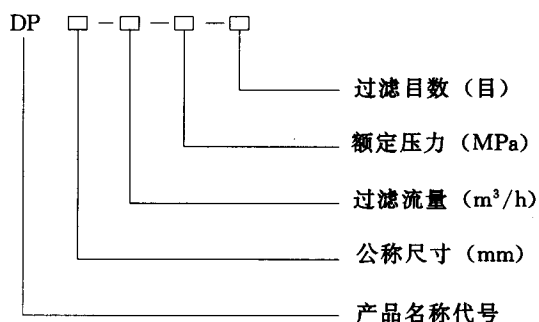 DP □-□-□-□
过滤目数（目）
额定压力（MPa）
过滤流量（m³/h）
公称尺寸（mm）
产品名称代号